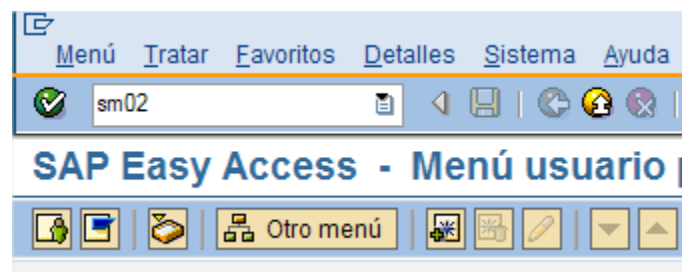 Menú Tratar Favoritos Detalles Sistema Ayuda
sm02
SAP Easy Access - Menú usuario
Otro menú